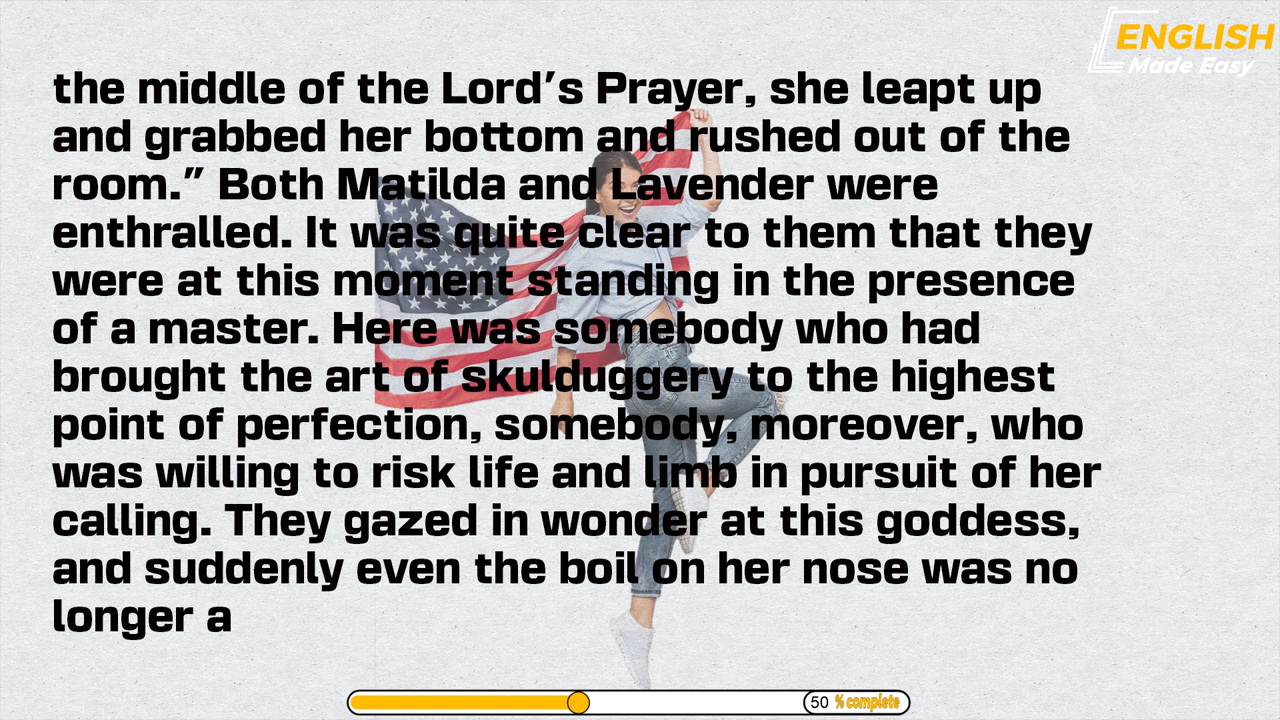 ENGLISH
Made Easy
the middle of the Lord’s Prayer, she leapt up
and grabbed her bottom and rushed out of the
room.” Both Matilda and Lavender were
enthralled. It was quite clear to them that they
were at this moment standing in the presence
of a master. Here was somebody who had
brought the art of skulduggery to the highest
point of perfection, somebody, moreover, who
was willing to risk life and limb in pursuit of her
calling. They gazed in wonder at this goddess,
and suddenly even the boil on her nose was no
longer a
50 % complete